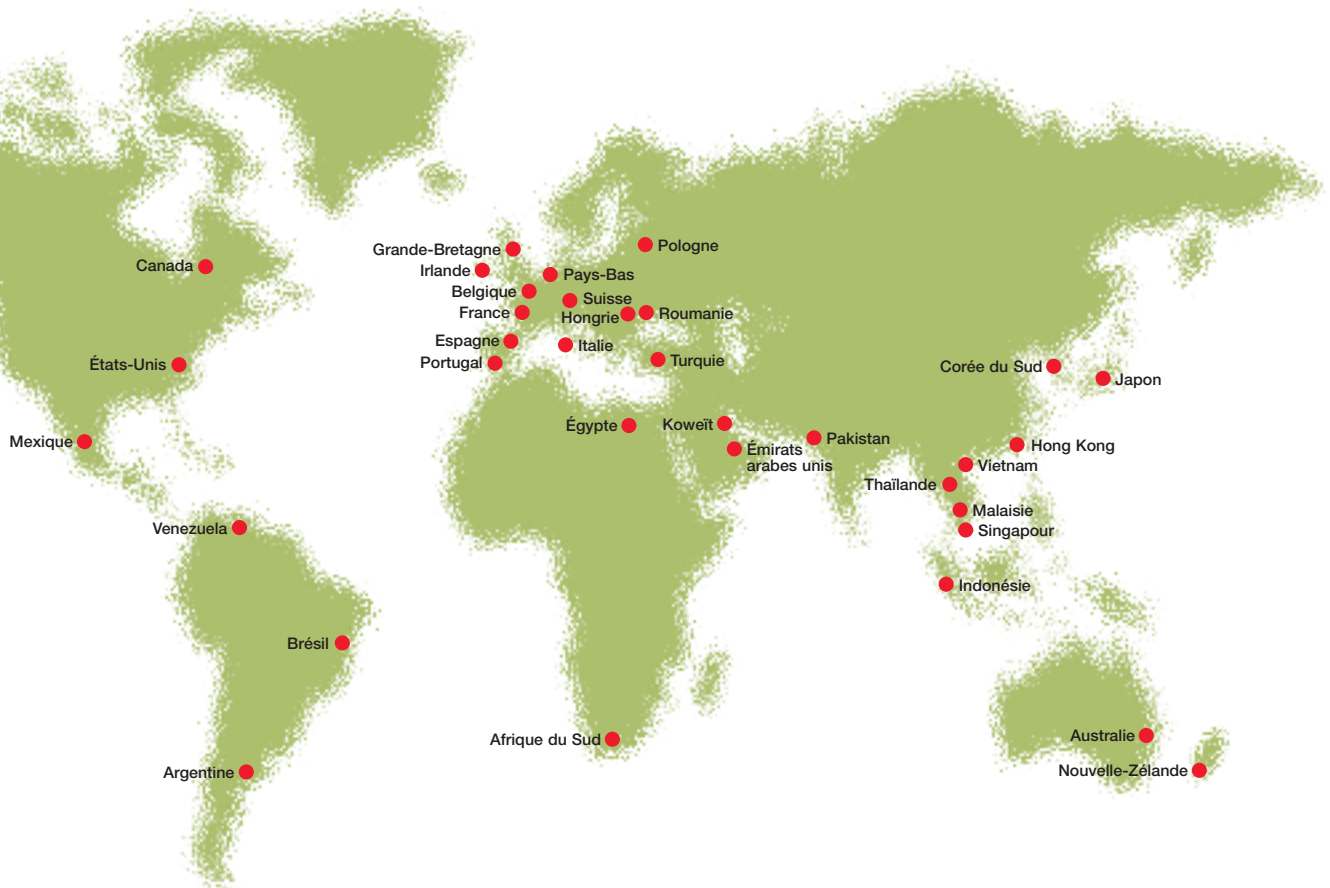 Pologne
Grande-Bretagne
Canada
Irlande
Pays-Bas
Belgique
Suisse
France
Hongrie
Roumanie
Espagne
Italie
Portugal
Turquie
États-Unis
Corée du Sud
Japon
Égypte
Koweït
Mexique
Pakistan
Hong Kong
Émirats
arabes unis
Vietnam
Thaïlande
Malaisie
Venezuela
Singapour
Indonésie
Brésil
Afrique du Sud
Australie
Argentine
Nouvelle-Zélande